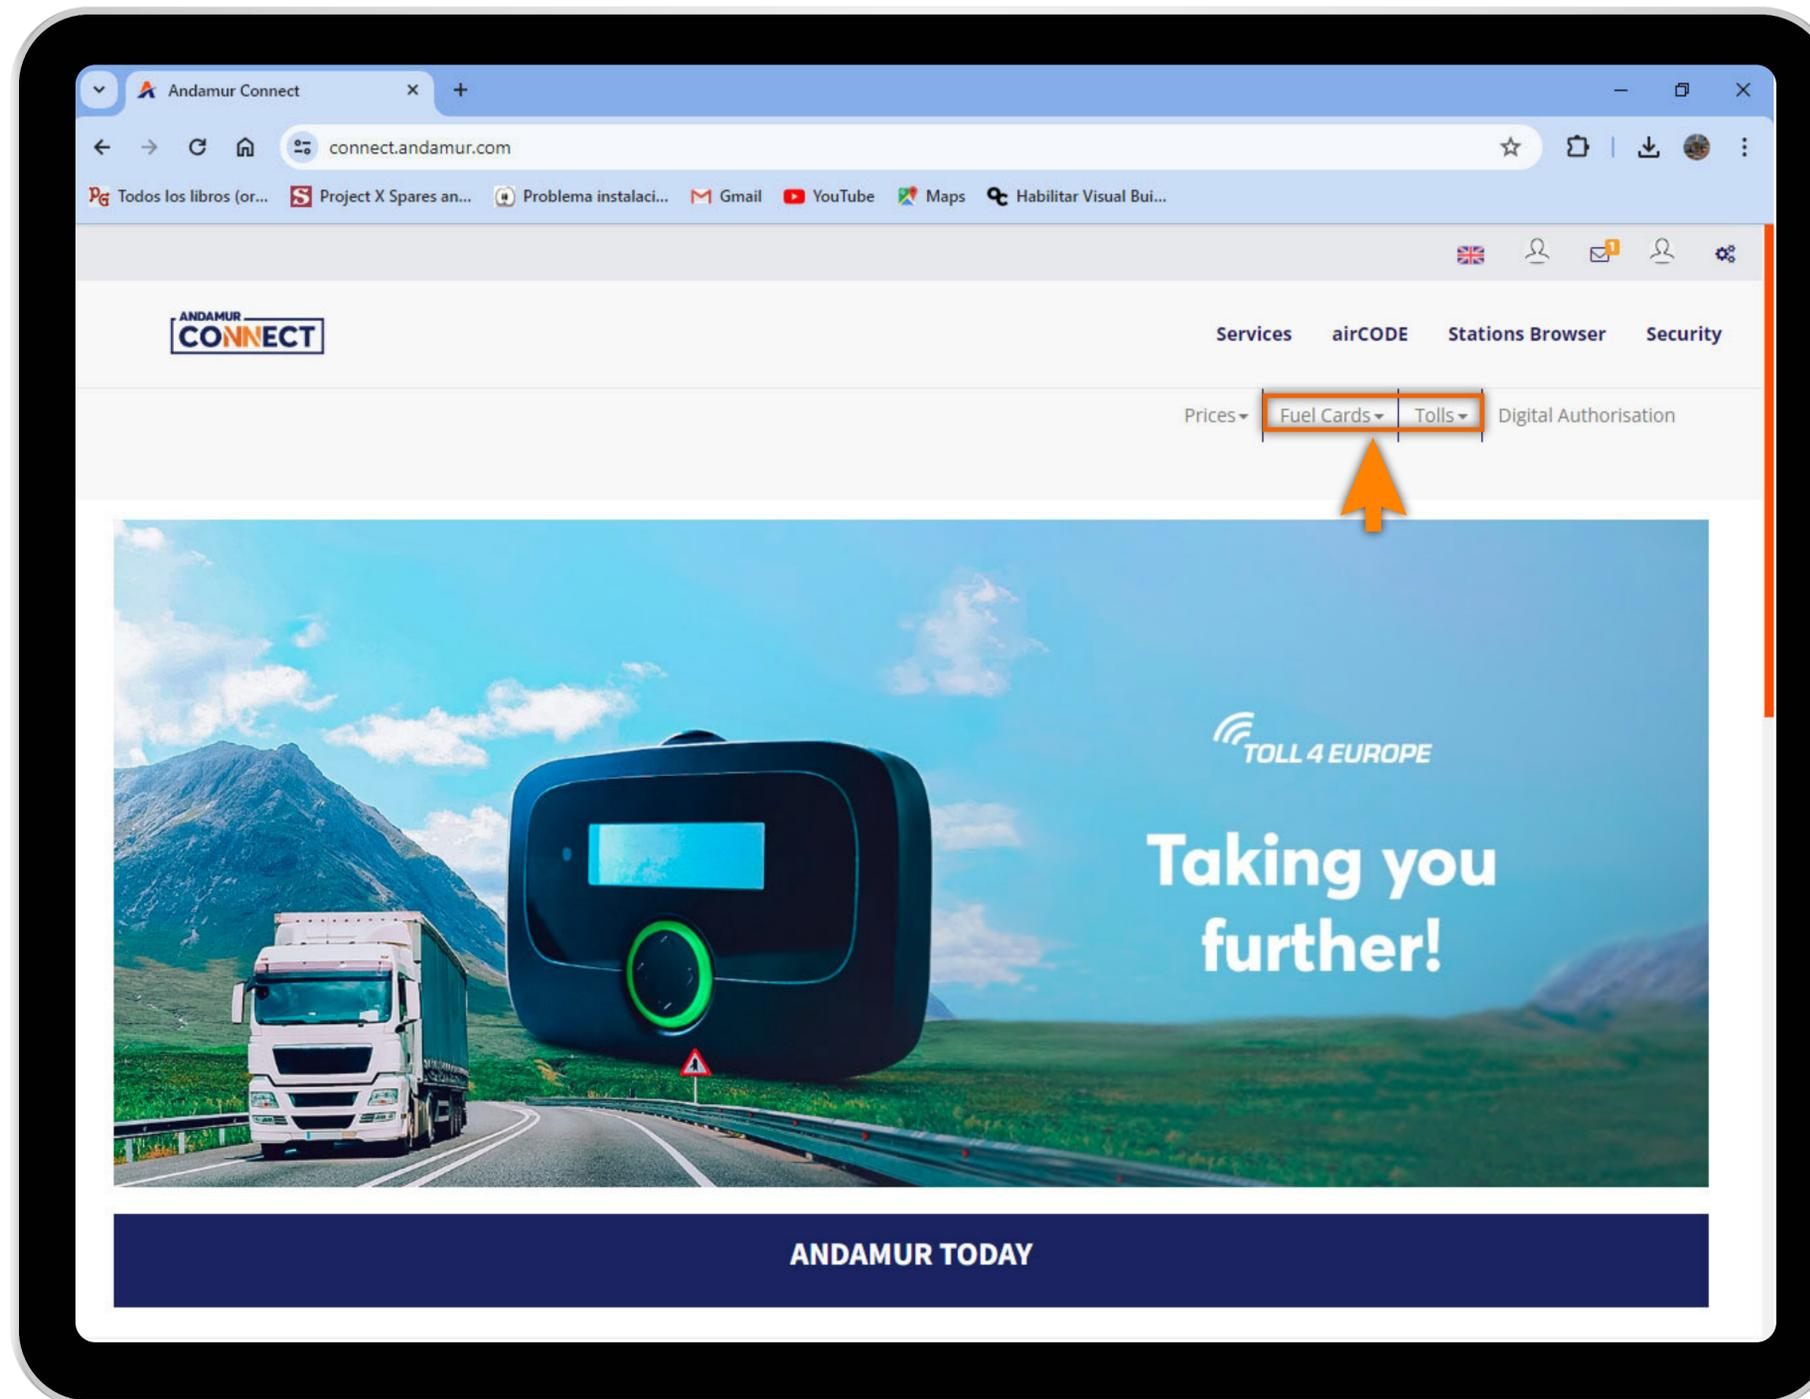 Andamur Connect
connect.andamur.com
PG Todos los libros (or... S Project X Spares an... Problema instalaci... Gmail YouTube Maps Habilitar Visual Bui...
1
ANDAMUR
CONNECT
Services airCODE Stations Browser Security
Prices Fuel Cards Tolls Digital Authorisation
TOLL 4 EUROPE
Taking you
further!
ANDAMUR TODAY